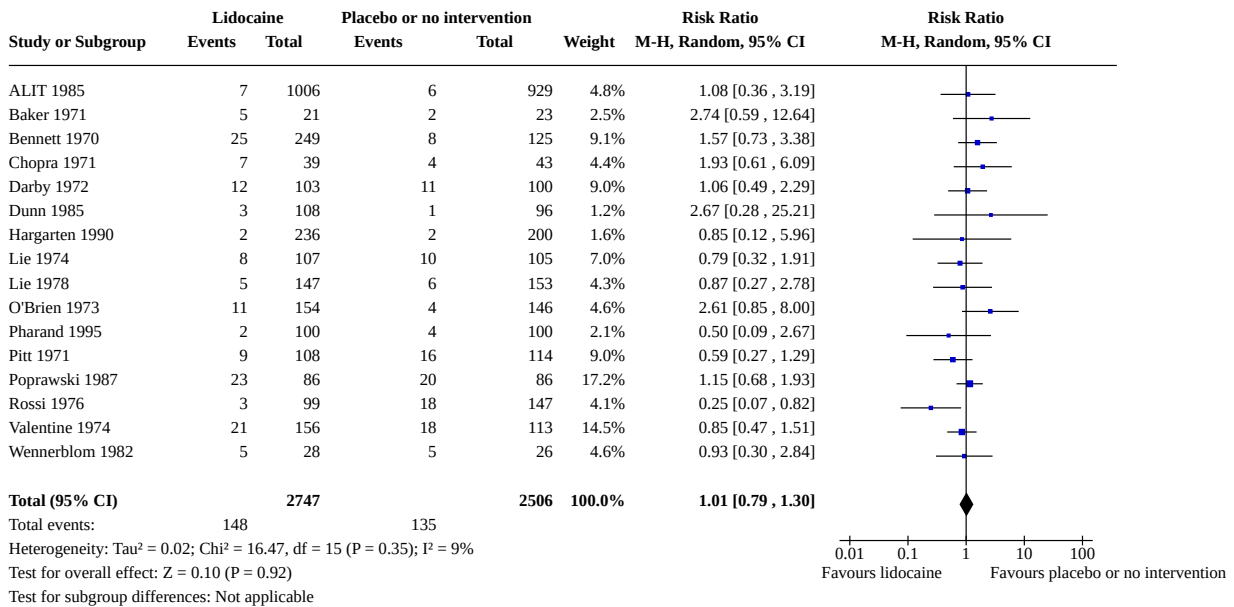 Lidocaine Placebo or no intervention Risk Ratio Risk Ratio
Study or Subgroup Events Total Events Total Weight M-H, Random, 95% CI M-H, Random, 95% CI
ALIT 1985 7 1006 6 929 4.8% 1.08 [0.36 , 3.19]
Baker 1971 5 21 2 23 2.5% 2.74 [0.59 , 12.64]
Bennett 1970 25 249 8 125 9.1% 1.57 [0.73 , 3.38]
Chopra 1971 7 39 4 43 4.4% 1.93 [0.61 , 6.09]
Darby 1972 12 103 11 100 9.0% 1.06 [0.49 , 2.29]
Dunn 1985 3 108 1 96 1.2% 2.67 [0.28 , 25.21]
Hargarten 1990 2 236 2 200 1.6% 0.85 [0.12 , 5.96]
Lie 1974 8 107 10 105 7.0% 0.79 [0.32 , 1.91]
Lie 1978 5 147 6 153 4.3% 0.87 [0.27 , 2.78]
O'Brien 1973 11 154 4 146 4.6% 2.61 [0.85 , 8.00]
Pharand 1995 2 100 4 100 2.1% 0.50 [0.09 , 2.67]
Pitt 1971 9 108 16 114 9.0% 0.59 [0.27 , 1.29]
Poprawski 1987 23 86 20 86 17.2% 1.15 [0.68 , 1.93]
Rossi 1976 3 99 18 147 4.1% 0.25 [0.07 , 0.82]
Valentine 1974 21 156 18 113 14.5% 0.85 [0.47 , 1.51]
Wennerblom 1982 5 28 5 26 4.6% 0.93 [0.30 , 2.84]
Total (95% CI) 2747 2506 100.0% 1.01 [0.79 , 1.30]
Total events: 148 135
Heterogeneity: Tau² = 0.02; Chi² = 16.47, df = 15 (P = 0.35); I² = 9%
Test for overall effect: Z = 0.10 (P = 0.92)
Test for subgroup differences: Not applicable
0.01 0.1 1 10 100
Favours lidocaine Favours placebo or no intervention